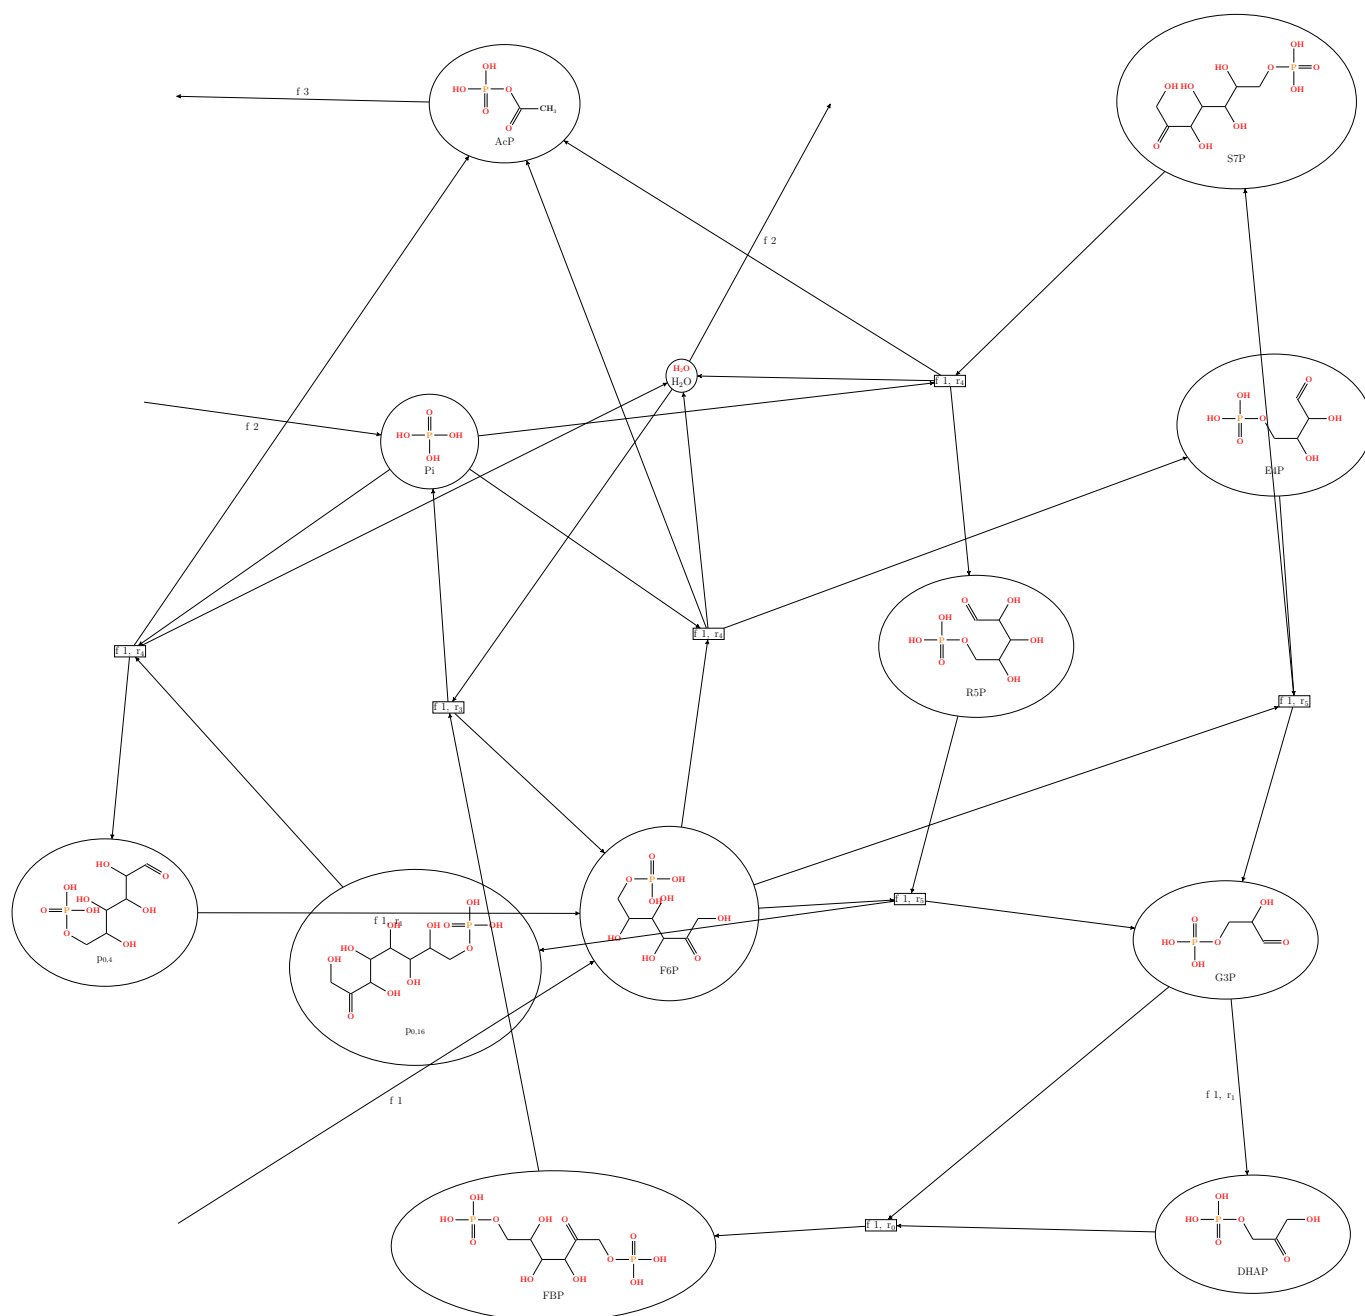 OH
HO P O
O CH₃
O
AcP
f 3
OH
O P O
OH
HO
OH HO
OH
O OH
S7P
f 2
H₂O
H₂O
f 1, r₄
O
HO P OH
OH
Pi
f 2
O
OH
HO P O OH
O
OH
E4P
O OH
OH
HO P O OH
O
OH
R5P
f 1, r₄
f 1, r₄
f 1, r₃
f 1, r₅
HO O
OH
HO OH
O P OH
O OH
p₀,₄
f 1, r₁
OH
O P OH
OH OH O
HO
OH
OH
OH
O
p₀,₁₆
O
O P OH
OH OH
HO OH
HO O
F6P
f 1, r₅
OH
O
HO P O O
OH
G3P
f 1
f 1, r₁
OH
HO P O OH O
O
HO OH O P OH
O
OH
FBP
f 1, r₀
OH
HO P O OH
O O
DHAP